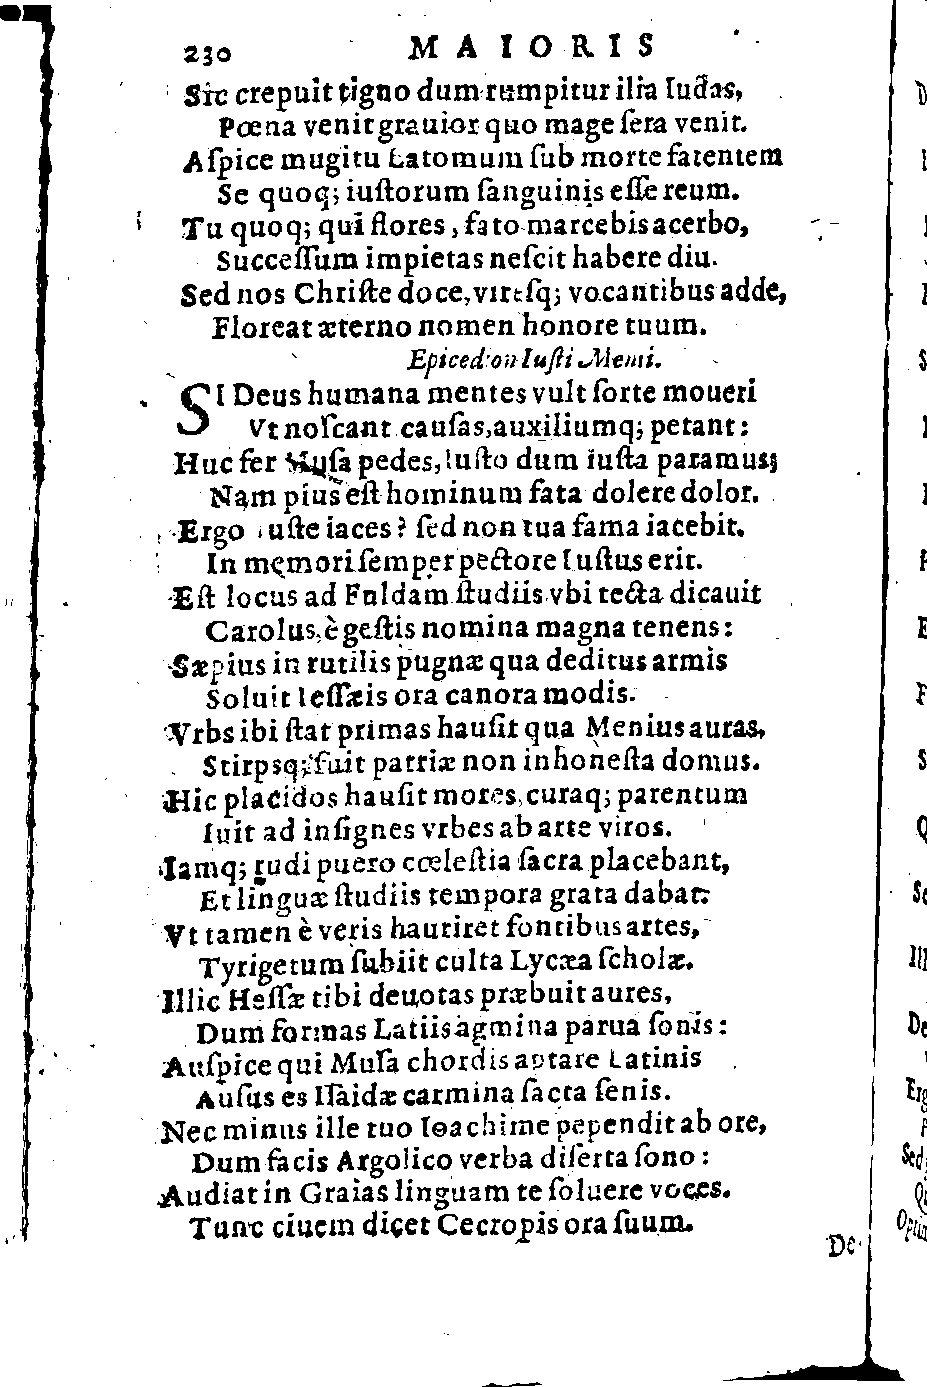 230 MAIORIS
Sic crepuit tigno dum rumpitur ilia Iudas,
Pœna venit grauior quo mage ſera venit.
Aſpice mugitu Latomum ſub morte fatentem
Se quoq; iuſtorum ſanguinis eſſe reum.
Tu quoq; qui flores, fato marcebis acerbo,
Succeſſum impietas neſcit habere diu.
Sed nos Chriſte doce, vireſq; vocantibus adde,
Floreat æterno nomen honore tuum.
Epicedion Iuſti Menii.
SI Deus humana mentes vult ſorte moueri
Vt noſcant cauſas, auxiliumq; petant:
Huc fer Muſa pedes, Iuſto dum iuſta paramus;
Nam pius eſt hominum fata dolere dolor.
Ergo iuſte iaces? ſed non tua fama iacebit.
In memori ſemper pectore Iuſtus erit.
Eſt locus ad Fuldam ſtudiis vbi tecta dicauit
Carolus, è geſtis nomina magna tenens:
Sæpius in rutilis pugnæ qua deditus armis
Soluit leſſæis ora canora modis.
Vrbs ibi ſtat primas hauſit qua Menius auras,
Stirpsq; fuit patriæ non inhoneſta domus.
Hic placidos hauſit mores, curaq; parentum
Iuit ad inſignes vrbes ab arte viros.
Iamq; rudi puero cœleſtia ſacra placebant,
Et linguæ ſtudiis tempora grata dabat:
Vt tamen è veris hauriret fontibus artes,
Tyrigetum ſubiit culta Lycæa ſcholæ.
Illic Heſſæ tibi deuotas præbuit aures,
Dum formas Latiis agmina parua ſonis:
Auſpice qui Muſa chordis aptare Latinis
Auſus es Iſaidæ carmina ſacra ſenis.
Nec minus ille tuo Ioachime pependit ab ore,
Dum facis Argolico verba diſerta ſono:
Audiat in Graias linguam te ſoluere voces.
Tunc ciuem dicet Cecropis ora ſuum.
De